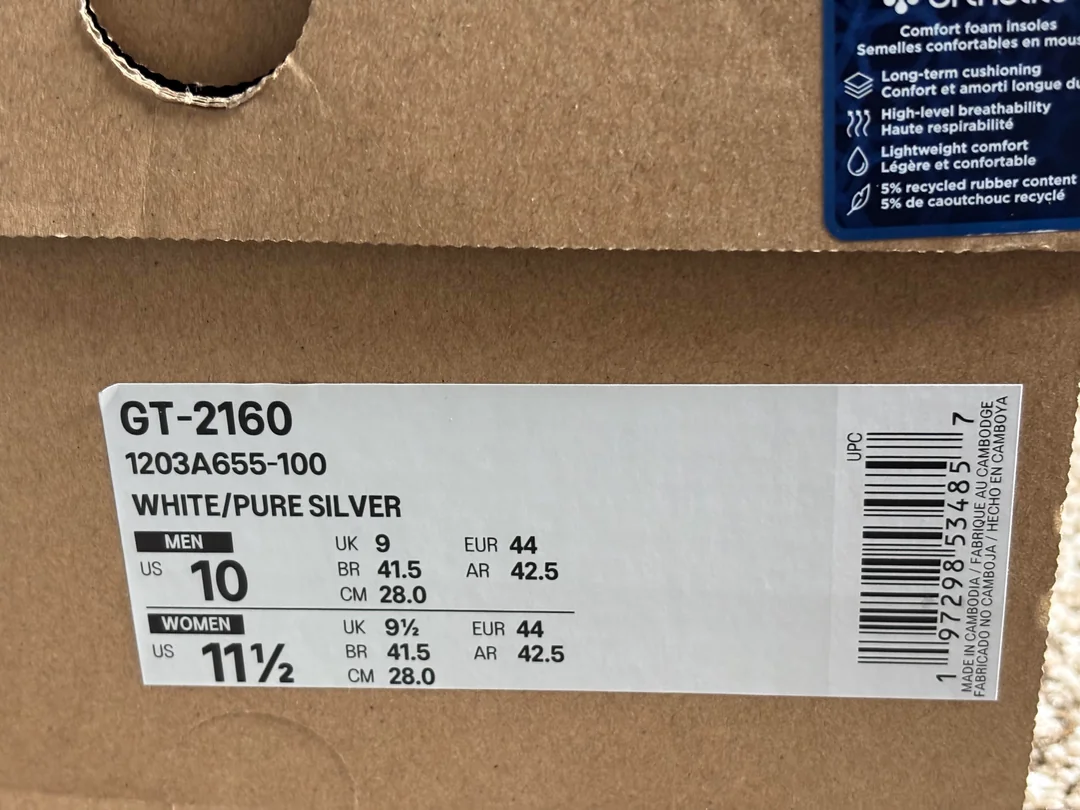 Comfort foam insoles
Semelles confortables en
Long-term cushioning
Confort et amorti longue
High-level breathability
Haute respirabilité
Lightweight comfort
Légère et confortable
5% recycled rubber content
5% de caoutchouc recyclé
GT-2160
1203A655-100
WHITE/PURE SILVER
MEN
US 10
UK 9
EUR 44
BR 41.5
AR 42.5
CM 28.0
WOMEN
US 11½
UK 9½
EUR 44
BR 41.5
AR 42.5
CM 28.0
UPC
1 97298 53485 7
MADE IN CAMBODIA / FABRIQUE AU CAMBODGE
FABRICADO NO CAMBOJA / HECHO EN CAMBOYA